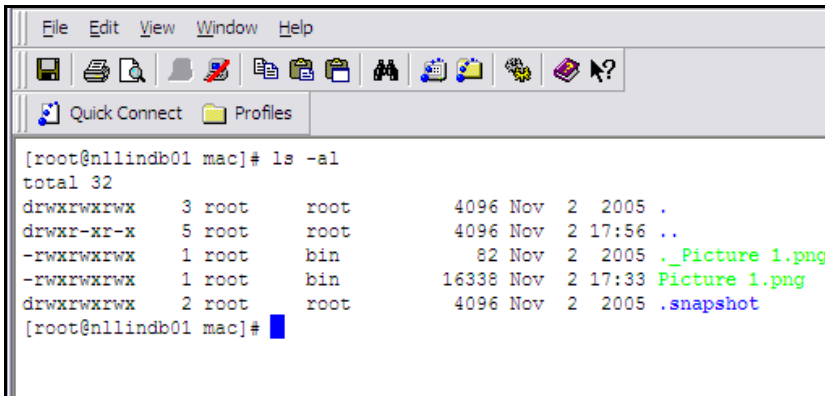 File Edit View Window Help
Quick Connect Profiles
[root@nllindb01 mac]# ls -al
total 32
drwxrwxrwx 3 root root 4096 Nov 2 2005 .
drwxr-xr-x 5 root root 4096 Nov 2 17:56 ..
-rwxrwxrwx 1 root bin 82 Nov 2 2005 ._Picture 1.png
-rwxrwxrwx 1 root bin 16338 Nov 2 17:33 Picture 1.png
drwxrwxrwx 2 root root 4096 Nov 2 2005 .snapshot
[root@nllindb01 mac]#